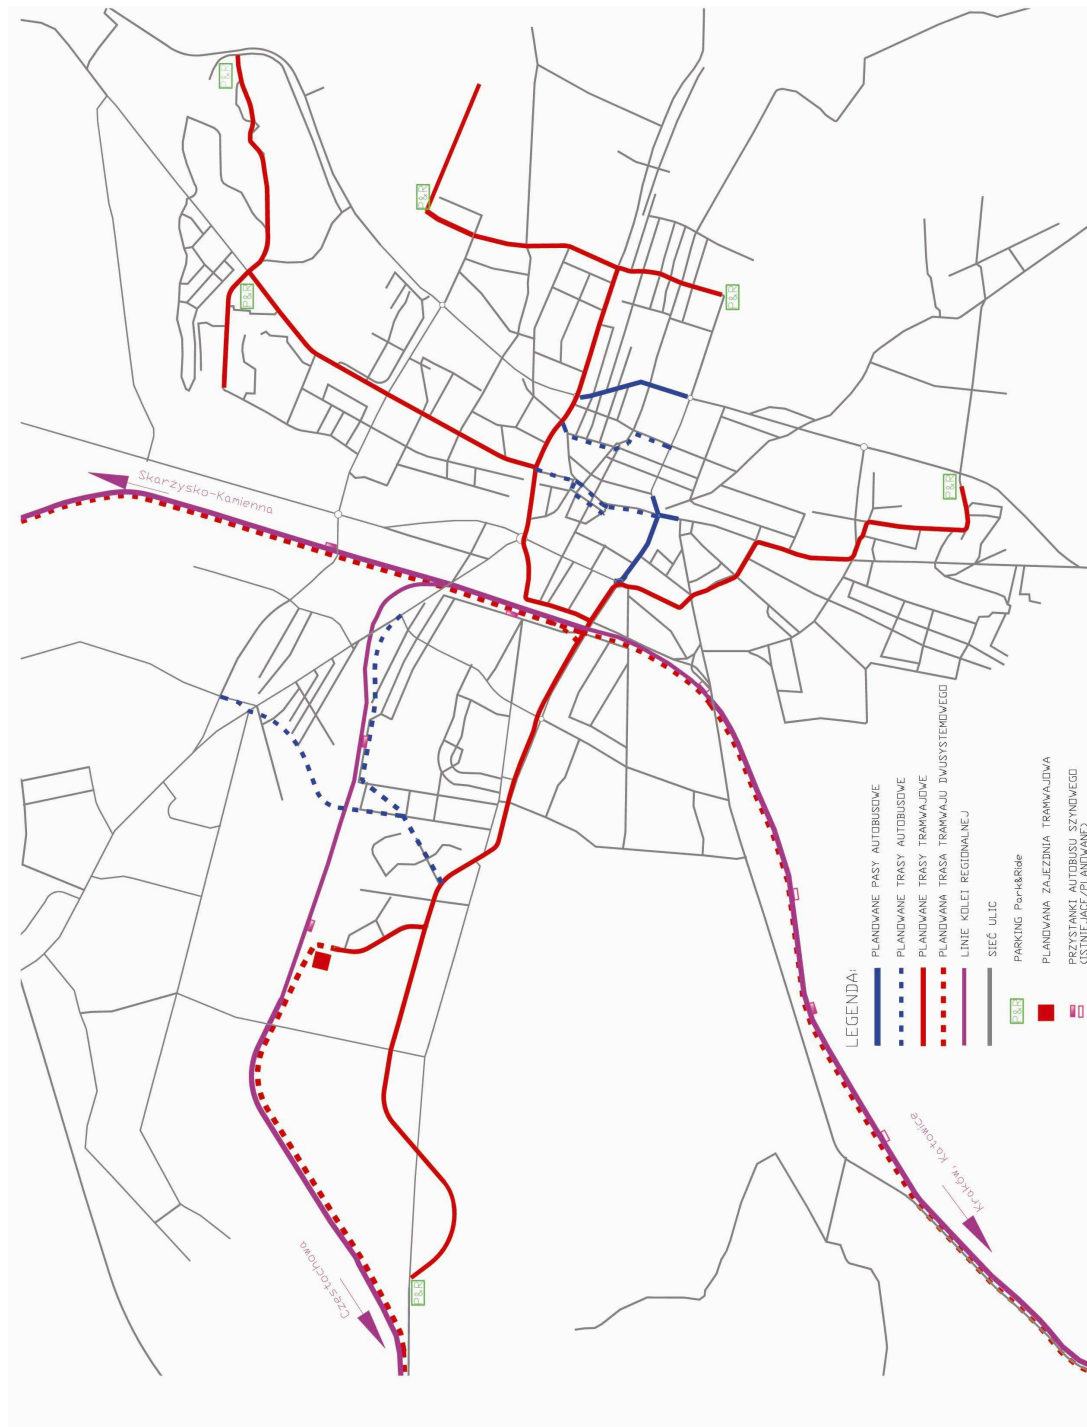 P&R
P&R
P&R
P&R
Skarżysko-Kamienna
P&R
LEGENDA:
PLANOWANE PASY AUTOBUSOWE
PLANOWANE TRASY AUTOBUSOWE
PLANOWANE TRASY TRAMWAJOWE
PLANOWANA TRASA TRAMWAJU DWUSYSTEMOWEGO
LINIE KOLEI REGIONALNEJ
SIEĆ ULIC
P&R PARKING Park&Ride
PLANOWANA ZAJEZDNIA TRAMWAJOWA
PRZYSTANKI AUTOBUSU SZYNOWEGO
(ISTNIEJĄCE/PLANOWANE)
Kraków, Katowice
Częstochowa
P&R